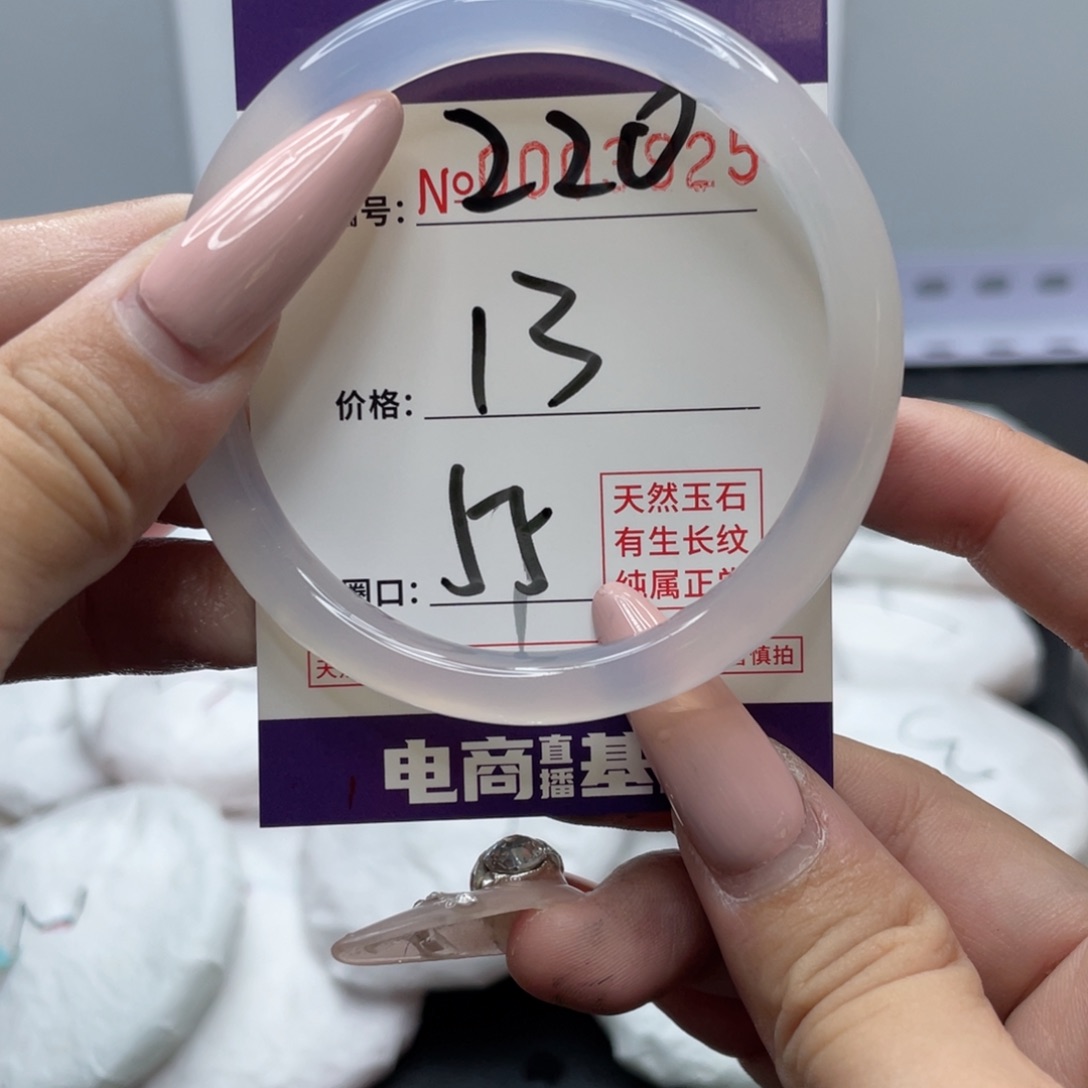 220
号: №0003925
13
价格:
天然玉石
有生长纹
纯属正常
55
圈口:
慎拍
电商直播基